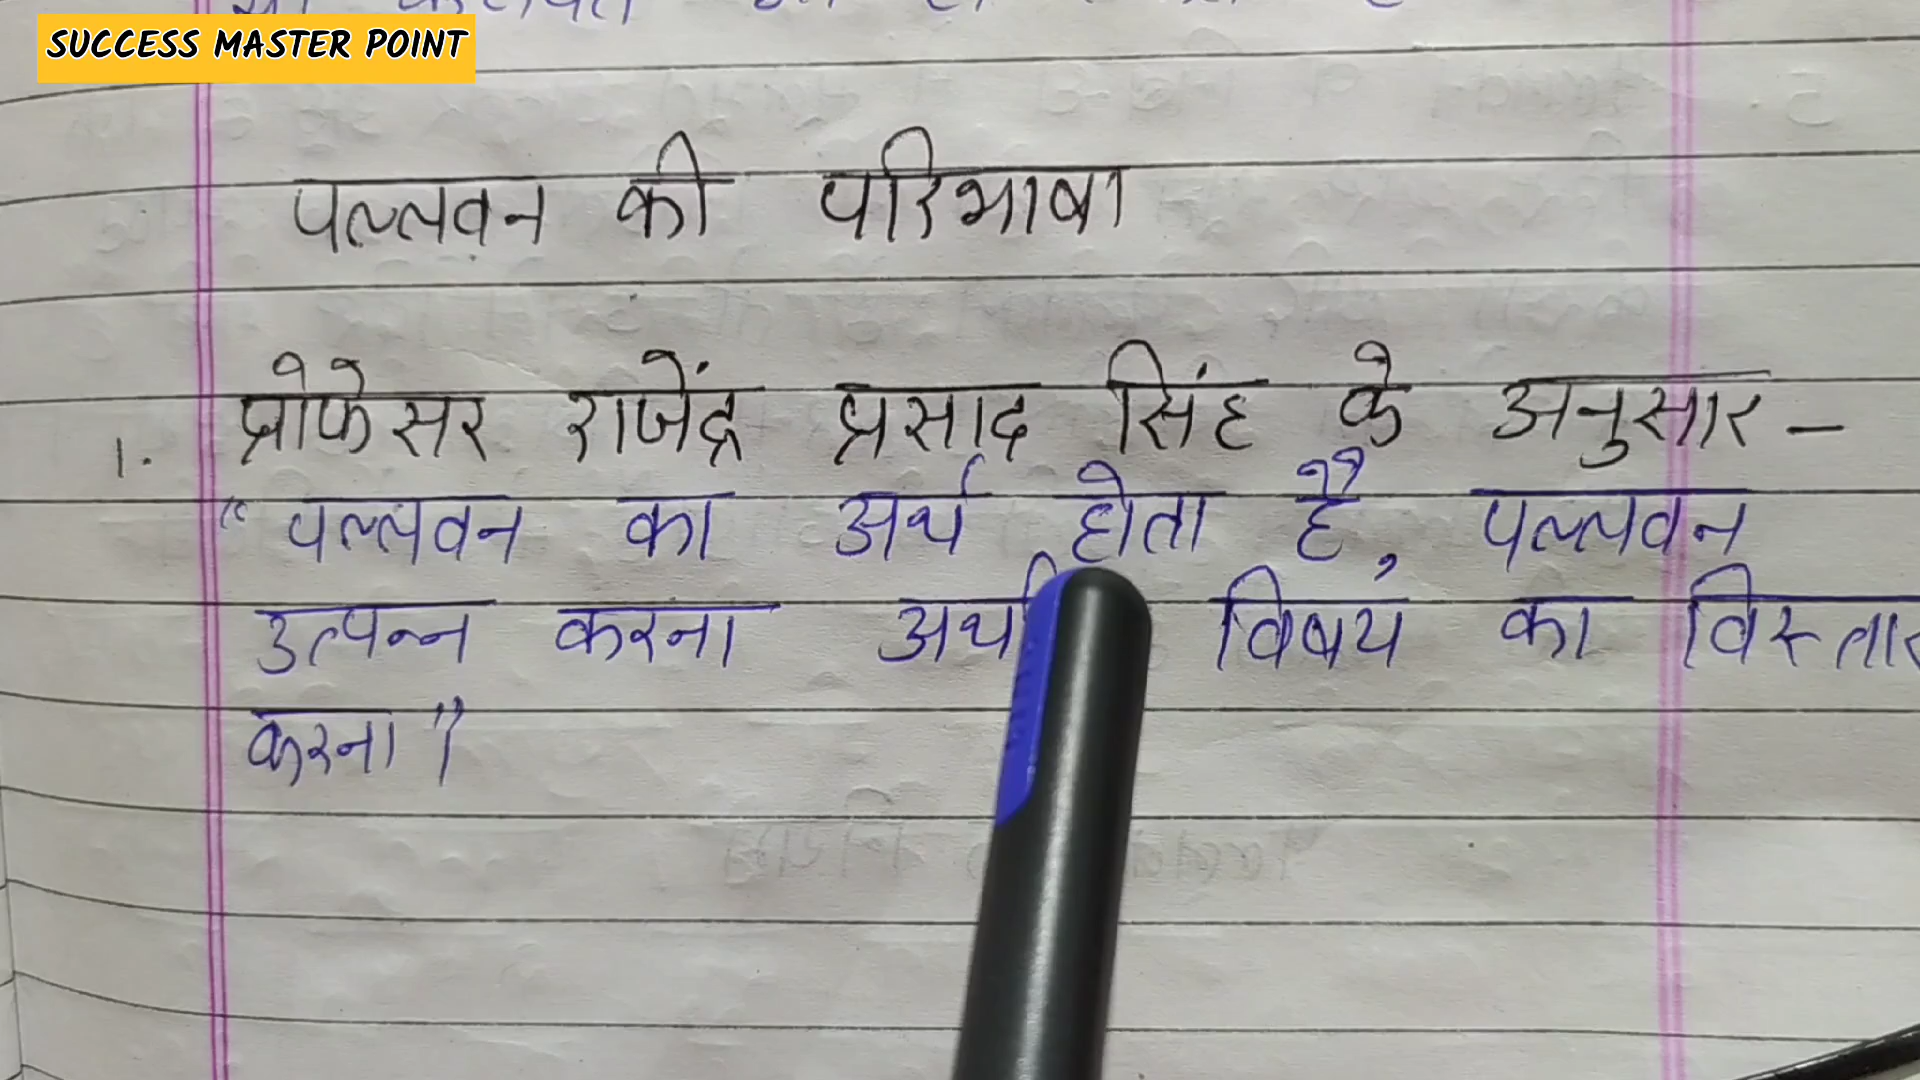 SUCCESS MASTER POINT
पल्लवन की परिभाषा
1. प्रोफेसर राजेंद्र प्रसाद सिंह के अनुसार -
“पल्लवन का अर्थ होता है, पल्लवन
उत्पन्न करना विषय का विस्तार
करना”।